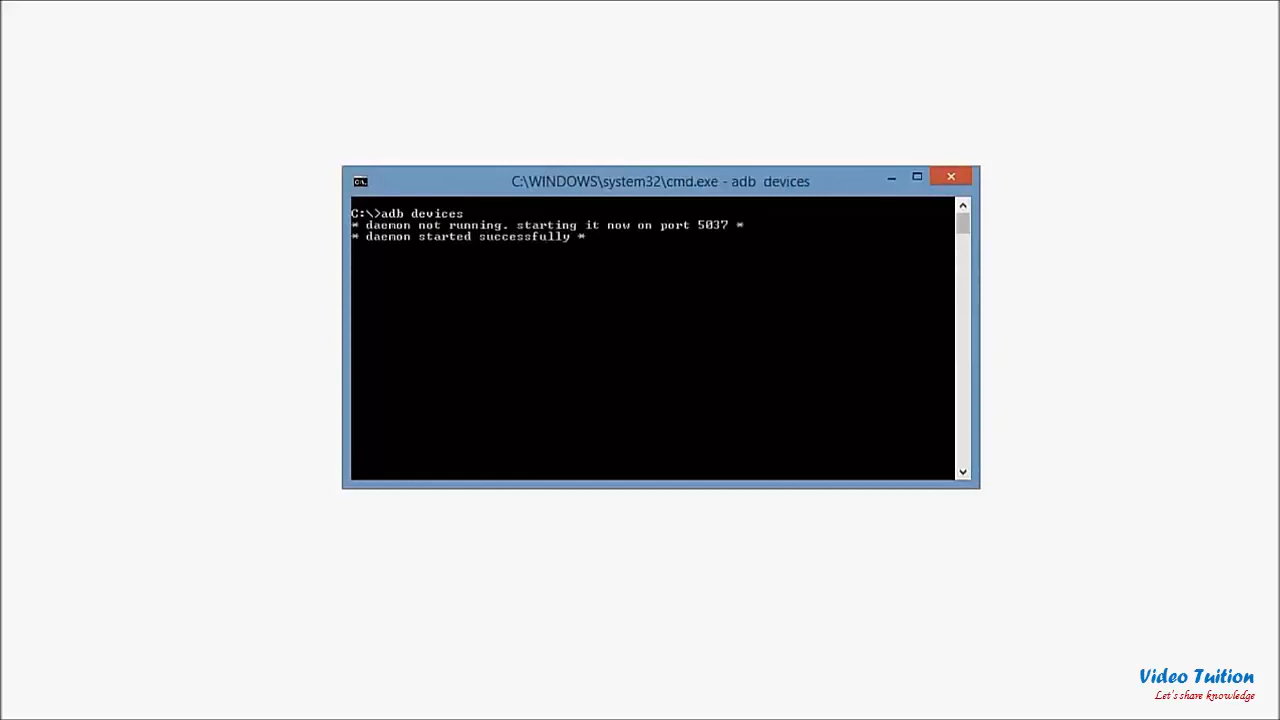 C:\WINDOWS\system32\cmd.exe - adb  devices
C:\>adb devices
* daemon not running. starting it now on port 5037 *
* daemon started successfully *
Video Tuition
Let's share knowledge